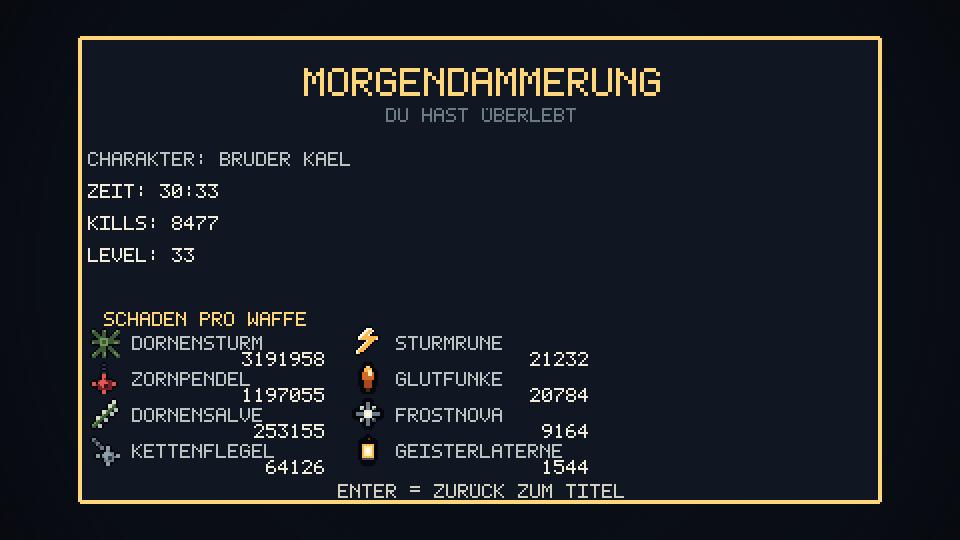 MORGENDAMMERUNG
DU HAST ÜBERLEBT
CHARAKTER: BRUDER KAEL
ZEIT: 30:33
KILLS: 8477
LEVEL: 33
SCHADEN PRO WAFFE
DORNENSTURM
3191958
ZORNPENDEL
1197055
DORNENSALVE
253155
KETTENFLEGEL
64126
STURMRUNE
21232
GLUTFUNKE
20784
FROSTNOVA
9164
GEISTERLATERNE
1544
ENTER = ZURÜCK ZUM TITEL